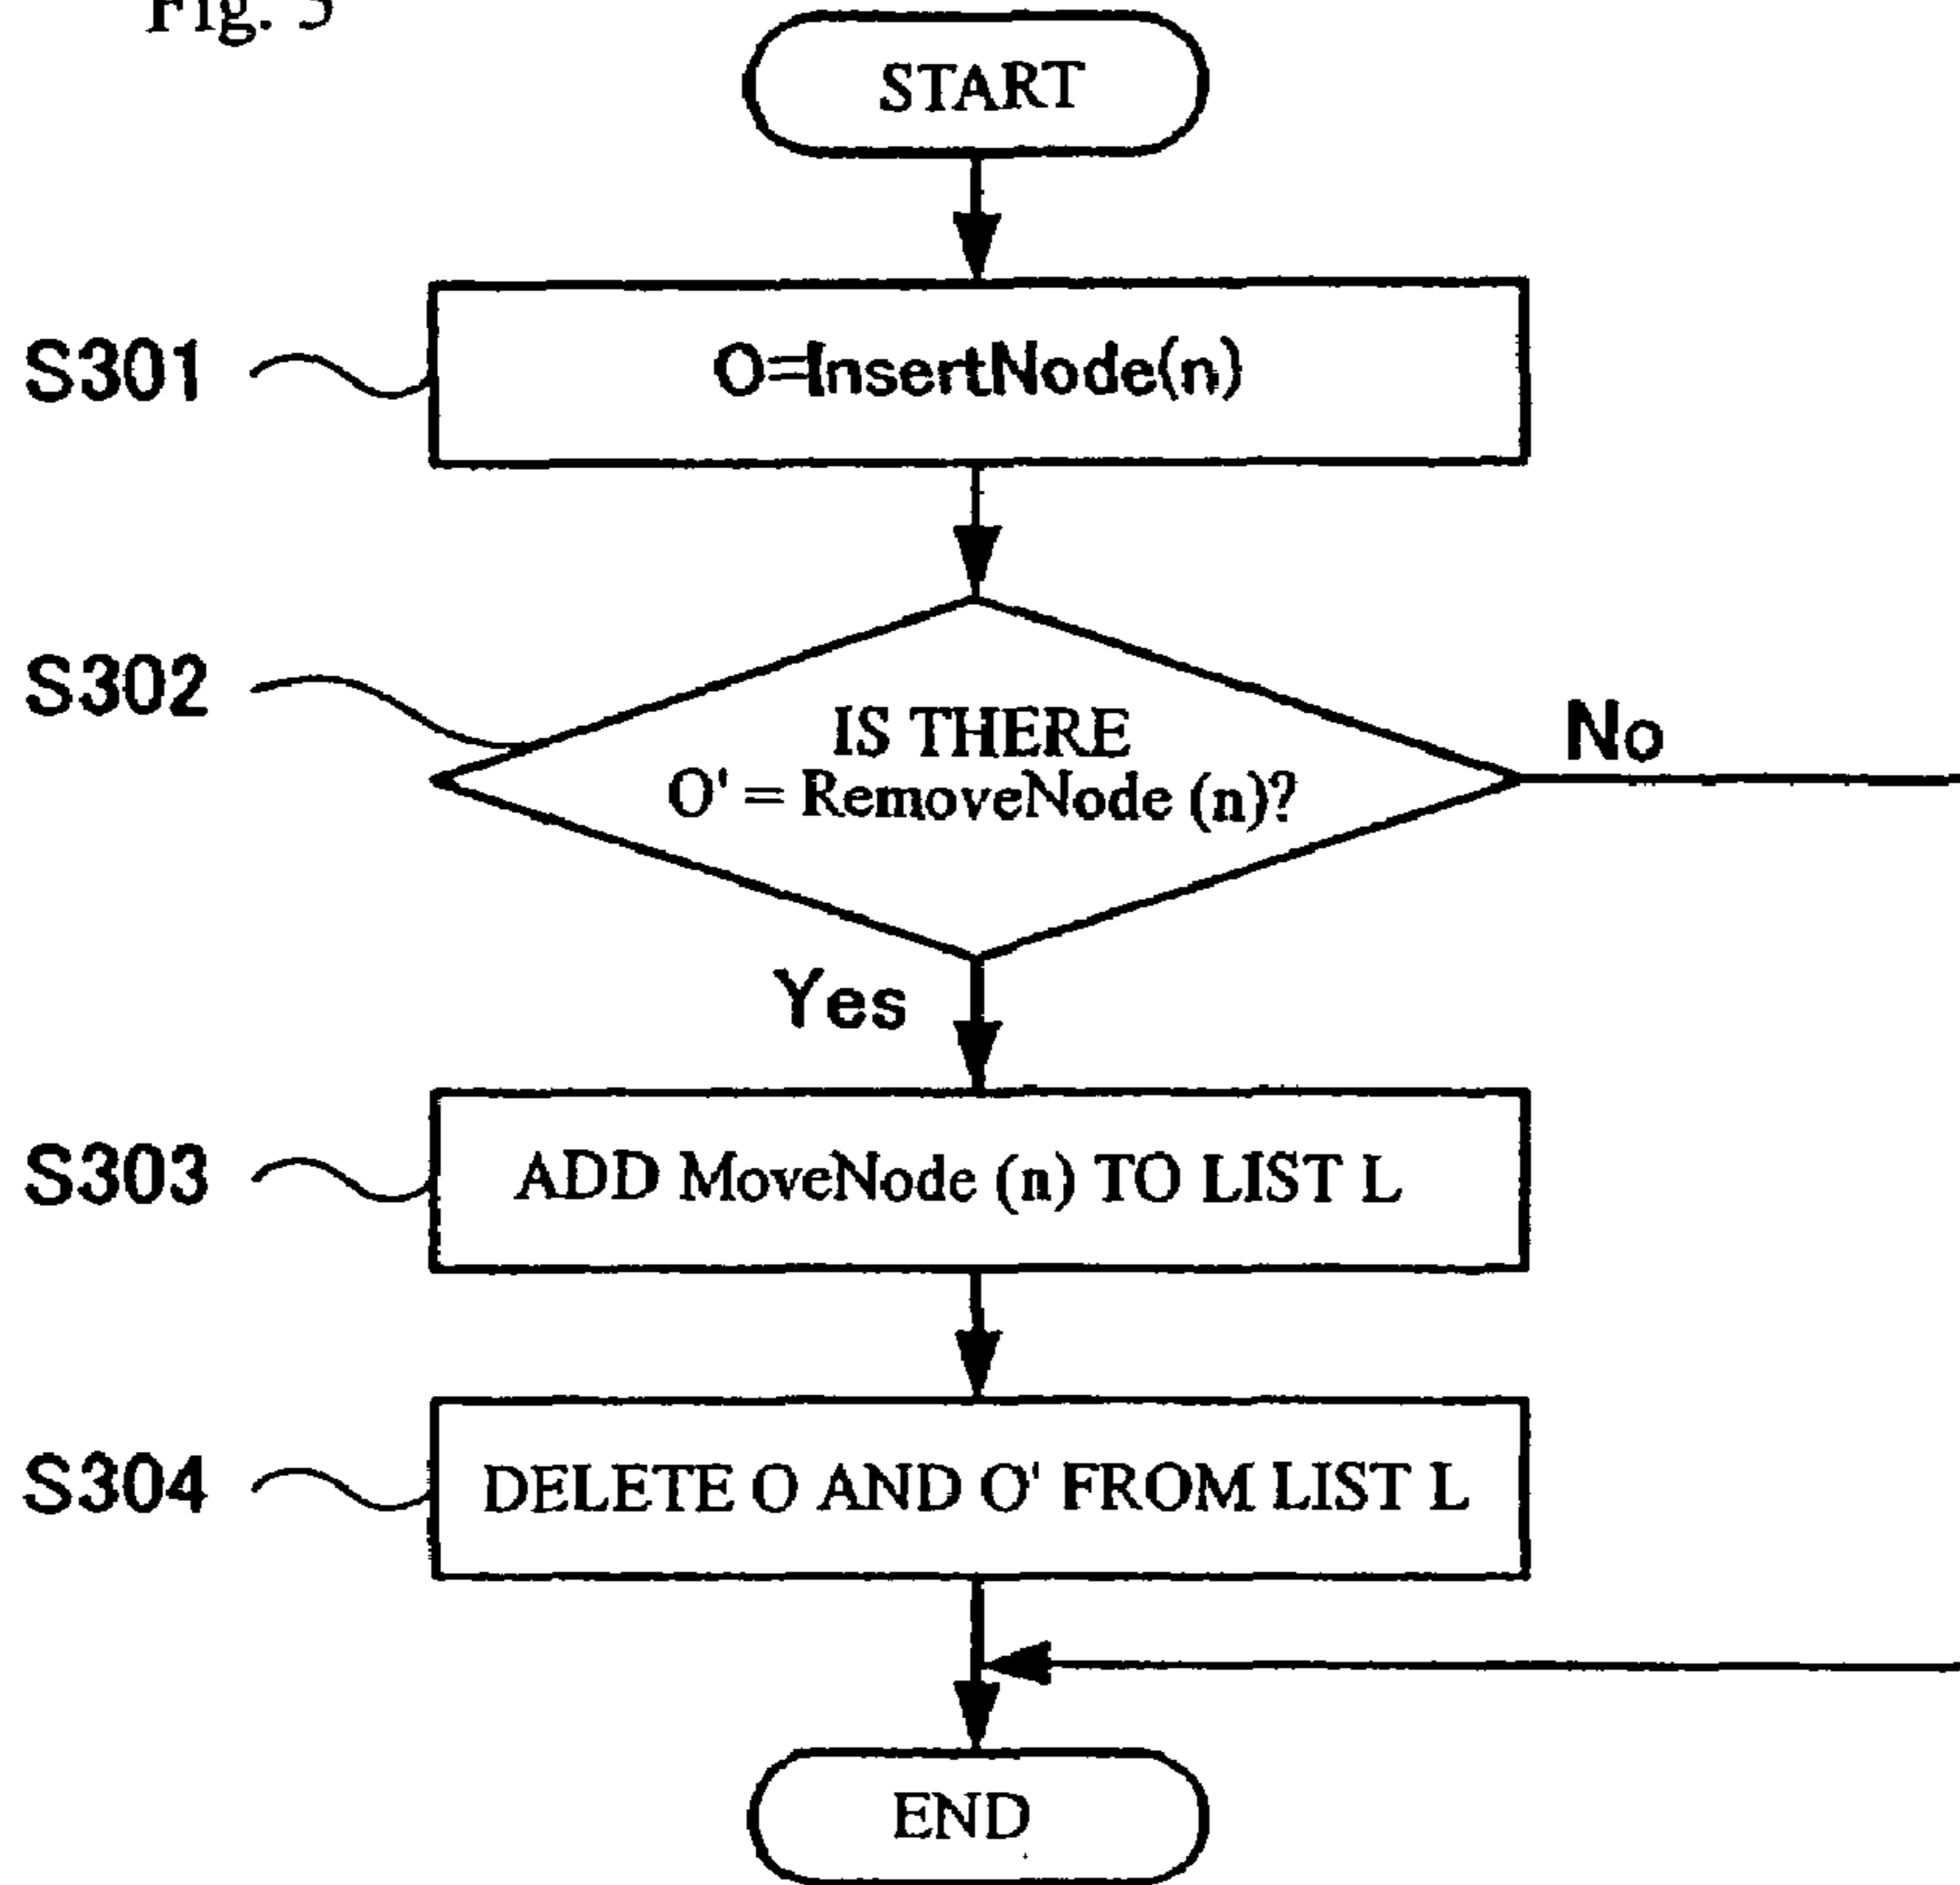 Fig. 3
START
S301
O=InsertNode(n)
S302
IS THERE
O' = RemoveNode (n)?
No
Yes
S303
ADD MoveNode (n) TO LIST L
S304
DELETE O AND O' FROM LIST L
END